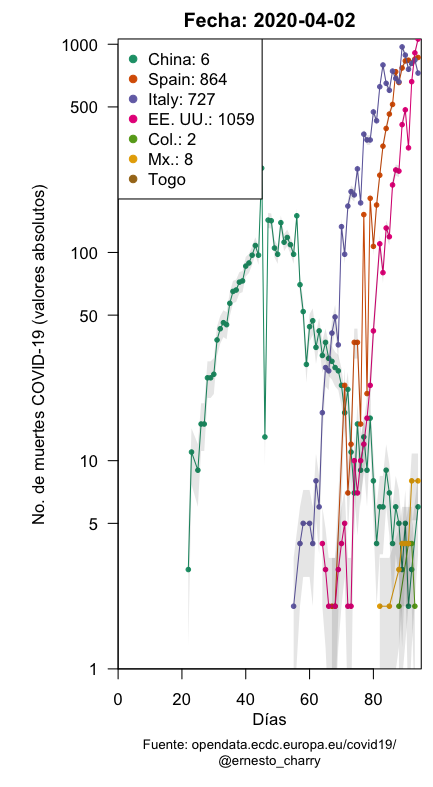 Fecha: 2020-04-02
No. de muertes COVID-19 (valores absolutos)
1000
500
100
50
10
5
1
China: 6
Spain: 864
Italy: 727
EE. UU.: 1059
Col.: 2
Mx.: 8
Togo
0 20 40 60 80
Días
Fuente: opendata.ecdc.europa.eu/covid19/
@ernesto_charry